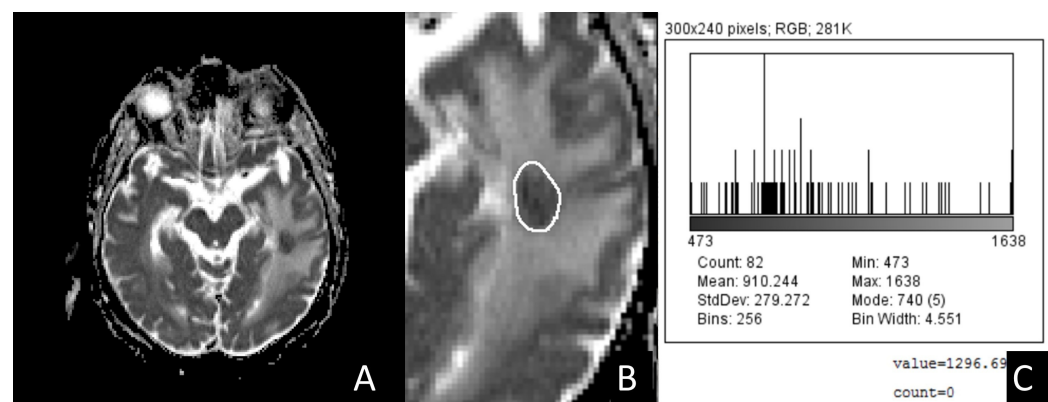 A
B
300x240 pixels; RGB; 281K
473
1638
Count: 82
Min: 473
Mean: 910.244
Max: 1638
StdDev: 279.272
Mode: 740 (5)
Bins: 256
Bin Width: 4.551
value=1296.69
count=0
C